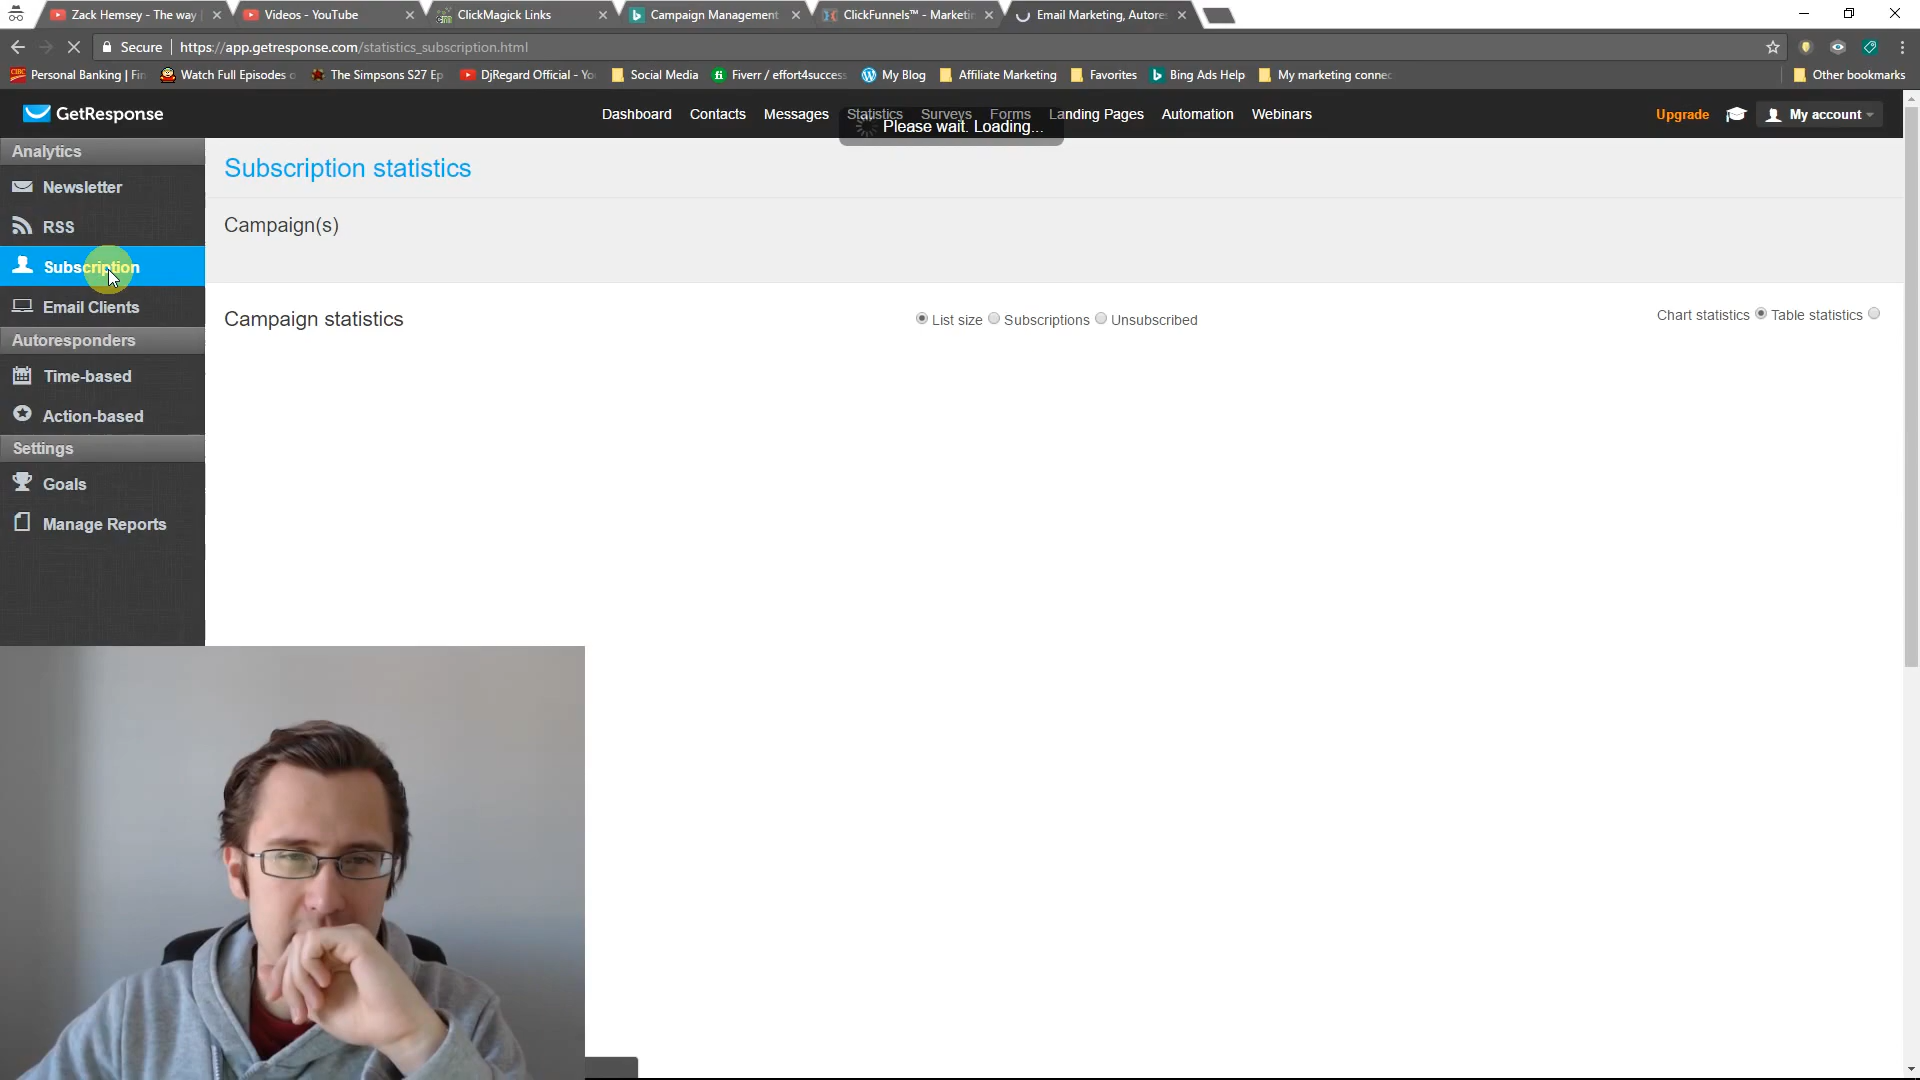 Zack Hemsey - The way
Videos - YouTube
ClickMagick Links
Campaign Management
ClickFunnels™ - Marketin
Email Marketing, Autores
Secure
https://app.getresponse.com/statistics_subscription.html
Personal Banking | Fin
Watch Full Episodes o
The Simpsons S27 Ep
DjRegard Official - Yo
Social Media
Fiverr / effort4success
My Blog
Affiliate Marketing
Favorites
Bing Ads Help
My marketing connec
Other bookmarks
GetResponse
Dashboard
Contacts
Messages
Statistics
Surveys
Forms
Landing Pages
Automation
Webinars
Upgrade
My account
Please wait. Loading...
Analytics
Newsletter
RSS
Subscription
Email Clients
Autoresponders
Time-based
Action-based
Settings
Goals
Manage Reports
Subscription statistics
Campaign(s)
Campaign statistics
List size
Subscriptions
Unsubscribed
Chart statistics
Table statistics